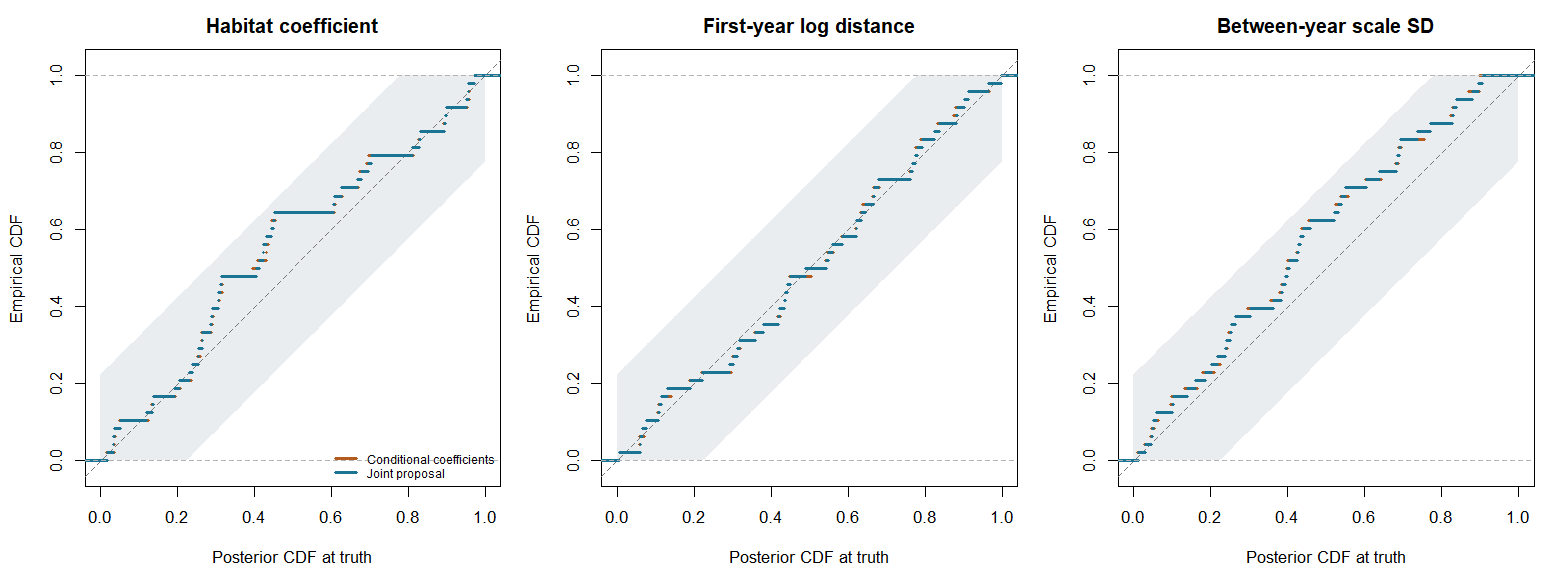 Habitat coefficient
Empirical CDF
1.0
0.8
0.6
0.4
0.2
0.0
Conditional coefficients
Joint proposal
0.0 0.2 0.4 0.6 0.8 1.0
Posterior CDF at truth
First-year log distance
Empirical CDF
1.0
0.8
0.6
0.4
0.2
0.0
0.0 0.2 0.4 0.6 0.8 1.0
Posterior CDF at truth
Between-year scale SD
Empirical CDF
1.0
0.8
0.6
0.4
0.2
0.0
0.0 0.2 0.4 0.6 0.8 1.0
Posterior CDF at truth